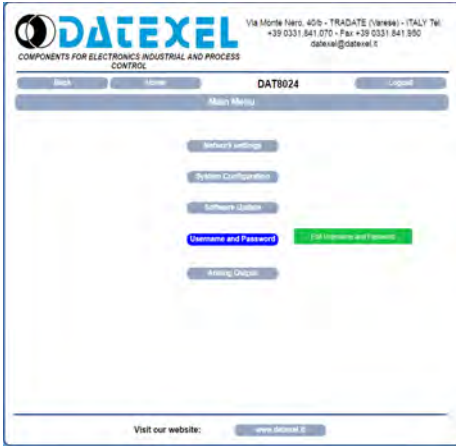 DATEXEL
COMPONENTS FOR ELECTRONICS INDUSTRIAL AND PROCESS
CONTROL
Via Monte Nero, 40/b - TRADATE (Varese) - ITALY Tel.
+39 0331.841.070 - Fax +39 0331.841.950
datexel@datexel.it
Back
Home
DAT8024
Logout
Main Menu
Network settings
System Configuration
Software Update
Username and Password
Edit Username and Password
Analog Output
Visit our website:
www.datexel.it